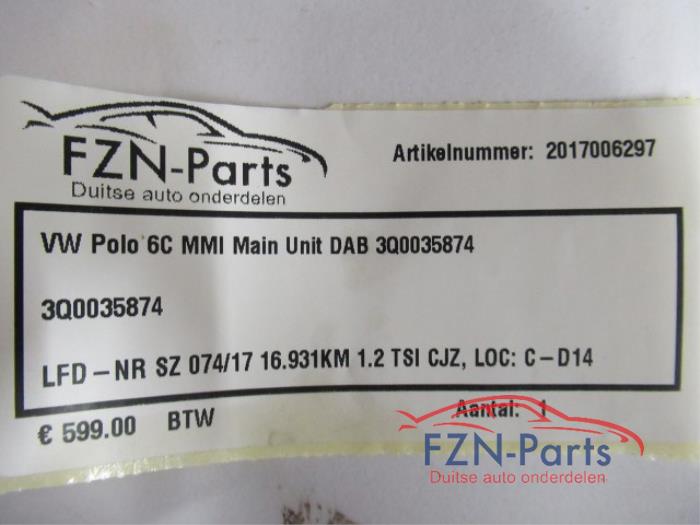 FZN-Parts
Duitse auto onderdelen
Artikelnummer: 2017006297
VW Polo 6C MMI Main Unit DAB 3Q0035874
3Q0035874
LFD-NR SZ 074/17 16.931KM 1.2 TSI CJZ, LOC: C-D14
€ 599.00 BTW
Aantal: 1
FZN-Parts
Duitse auto onderdelen